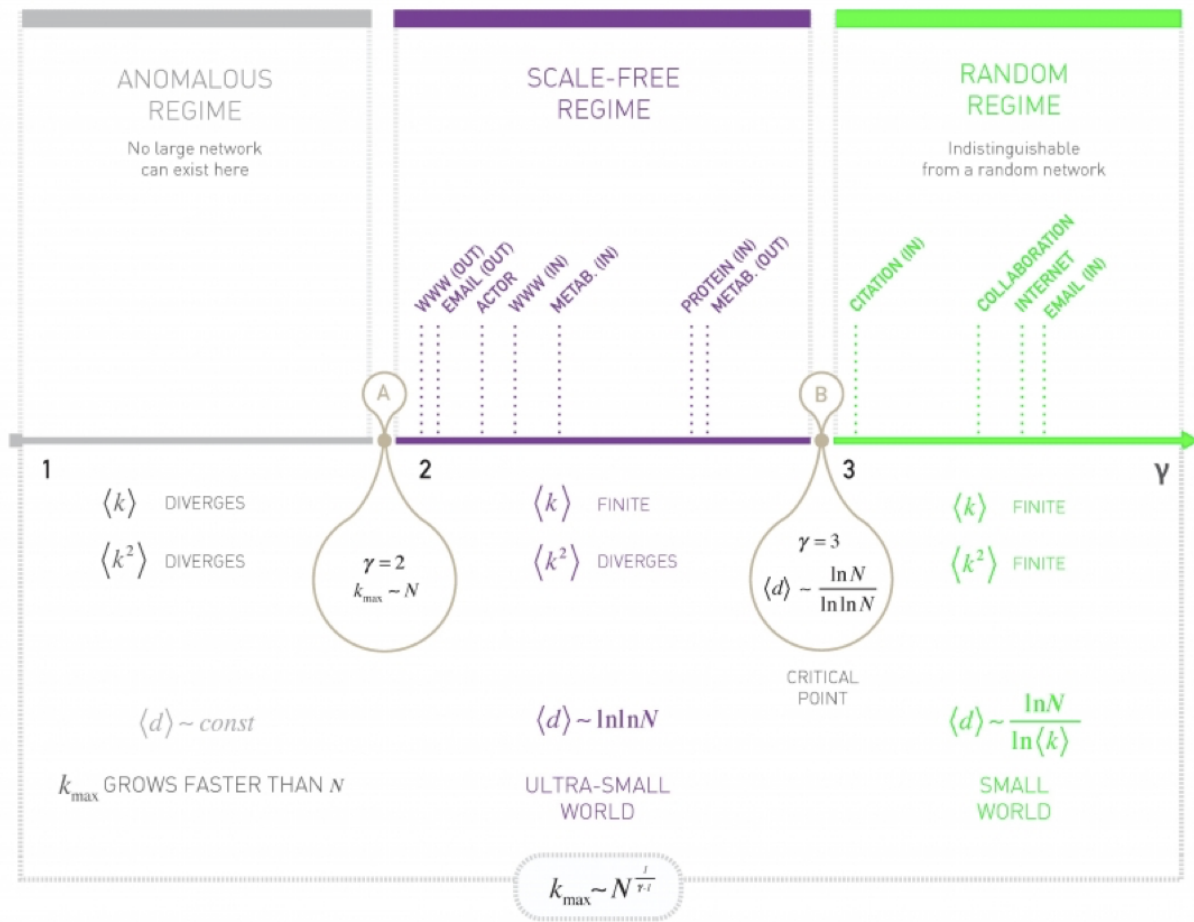 ANOMALOUS
REGIME
No large network
can exist here
SCALE-FREE
REGIME
RANDOM
REGIME
Indistinguishable
from a random network
WWW (OUT)
EMAIL (OUT)
ACTOR
WWW (IN)
METAB. (IN)
PROTEIN (IN)
METAB. (OUT)
CITATION (IN)
COLLABORATION
INTERNET
EMAIL (IN)
A
B
1
2
3
γ
⟨k⟩ DIVERGES
⟨k²⟩ DIVERGES
γ = 2
k_max ~ N
⟨k⟩ FINITE
⟨k²⟩ DIVERGES
γ = 3
⟨d⟩ ~ ln N / ln ln N
CRITICAL
POINT
⟨k⟩ FINITE
⟨k²⟩ FINITE
⟨d⟩ ~ const
k_max GROWS FASTER THAN N
⟨d⟩ ~ lnlnN
ULTRA-SMALL
WORLD
⟨d⟩ ~ lnN / ln⟨k⟩
SMALL
WORLD
k_max ~ N^(1/(γ-1))